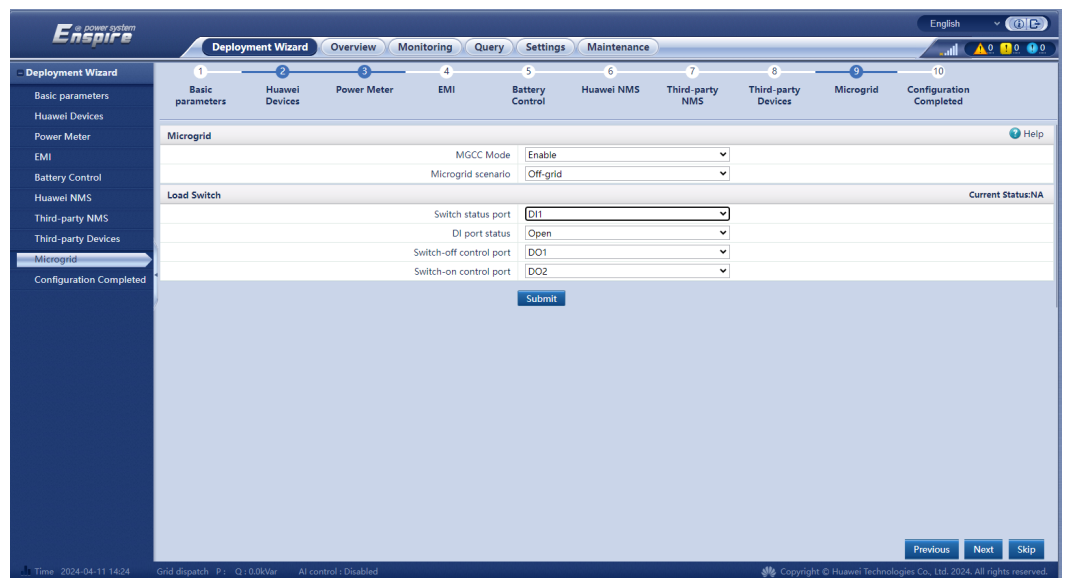 Enspire
power system
English
Deployment Wizard
Overview
Monitoring
Query
Settings
Maintenance
0
0
0
Deployment Wizard
Basic parameters
Huawei Devices
Power Meter
EMI
Battery Control
Huawei NMS
Third-party NMS
Third-party Devices
Microgrid
Configuration Completed
1
2
3
4
5
6
7
8
9
10
Basic
parameters
Huawei
Devices
Power Meter
EMI
Battery
Control
Huawei NMS
Third-party
NMS
Third-party
Devices
Microgrid
Configuration
Completed
Microgrid
Help
MGCC Mode
Enable
Microgrid scenario
Off-grid
Load Switch
Current Status:NA
Switch status port
DI1
DI port status
Open
Switch-off control port
DO1
Switch-on control port
DO2
Submit
Previous
Next
Skip
Time 2024-04-11 14:24
Grid dispatch P : Q : 0.0kVar
AI control : Disabled
Copyright © Huawei Technologies Co., Ltd. 2024. All rights reserved.